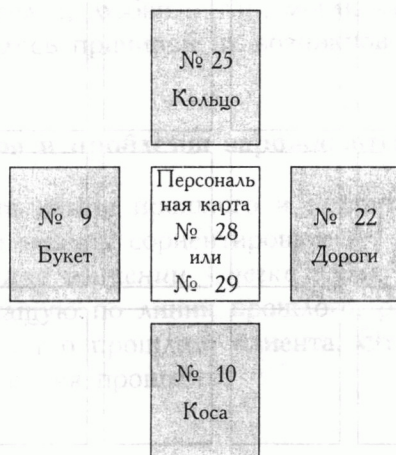 № 25
Кольцо
№ 9
Букет
Персональ
ная карта
№ 28
или
№ 29
№ 22
Дороги
№ 10
Коса